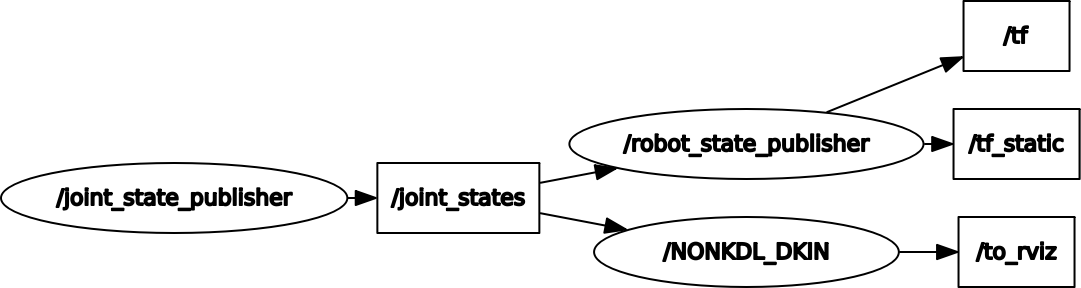 /tf
/robot_state_publisher
/tf_static
/joint_state_publisher
/joint_states
/NONKDL_DKIN
/to_rviz